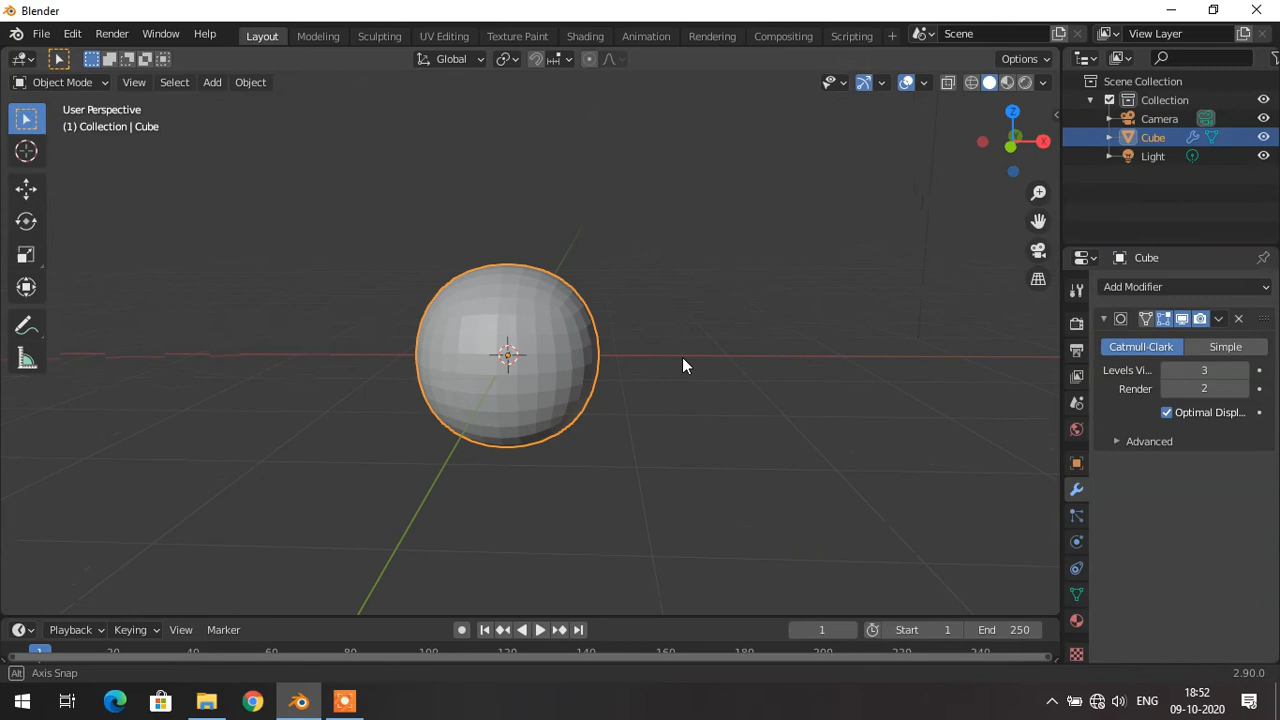 Blender
File Edit Render Window Help Layout Modeling Sculpting UV Editing Texture Paint Shading Animation Rendering Compositing Scripting Scene View Layer
Global Options
Object Mode View Select Add Object
Scene Collection
Collection
Camera
Cube
Light
User Perspective
(1) Collection | Cube
Z
X
Cube
Add Modifier
Catmull-Clark Simple
Levels Vi... 3
Render 2
Optimal Displ...
Advanced
Playback Keying View Marker 1 Start 1 End 250
1 20 60 80 100 120 140 160 180 200 220 240
Alt Axis Snap 2.90.0
ENG 18:52
09-10-2020